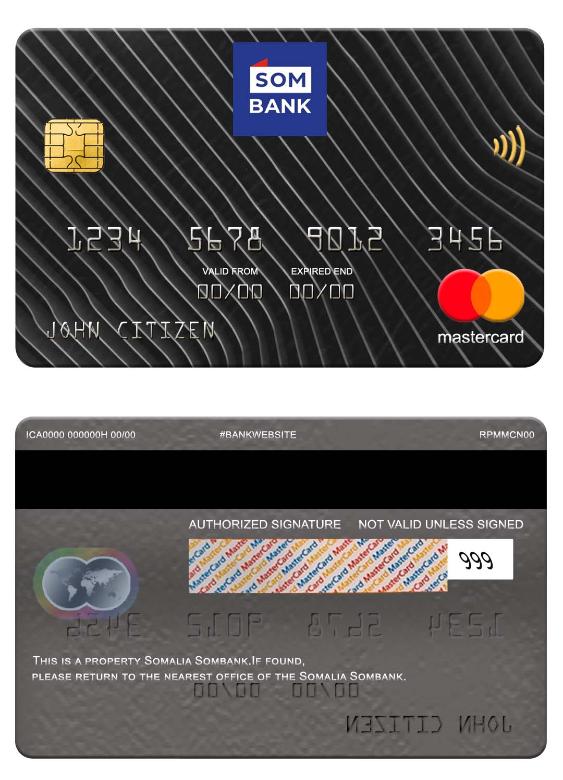 SOM
BANK
1234 5678 9012 3456
VALID FROM EXPIRED END
00/00 00/00
JOHN CITIZEN
mastercard
ICA0000 000000H 00/00 #BANKWEBSITE RPMMCN00
AUTHORIZED SIGNATURE NOT VALID UNLESS SIGNED
MasterCard MasterCard MasterCard
999
THIS IS A PROPERTY SOMALIA SOMBANK.IF FOUND,
PLEASE RETURN TO THE NEAREST OFFICE OF THE SOMALIA SOMBANK.